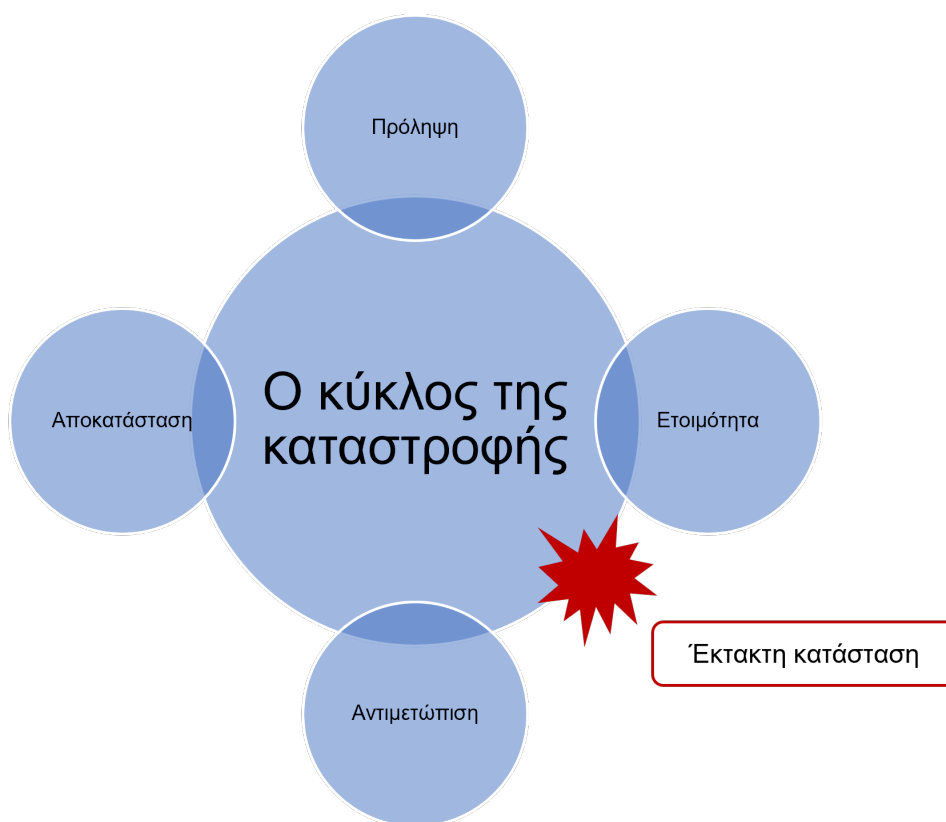 Πρόληψη
Αποκατάσταση
Ο κύκλος της
καταστροφής
Ετοιμότητα
Έκτακτη κατάσταση
Αντιμετώπιση